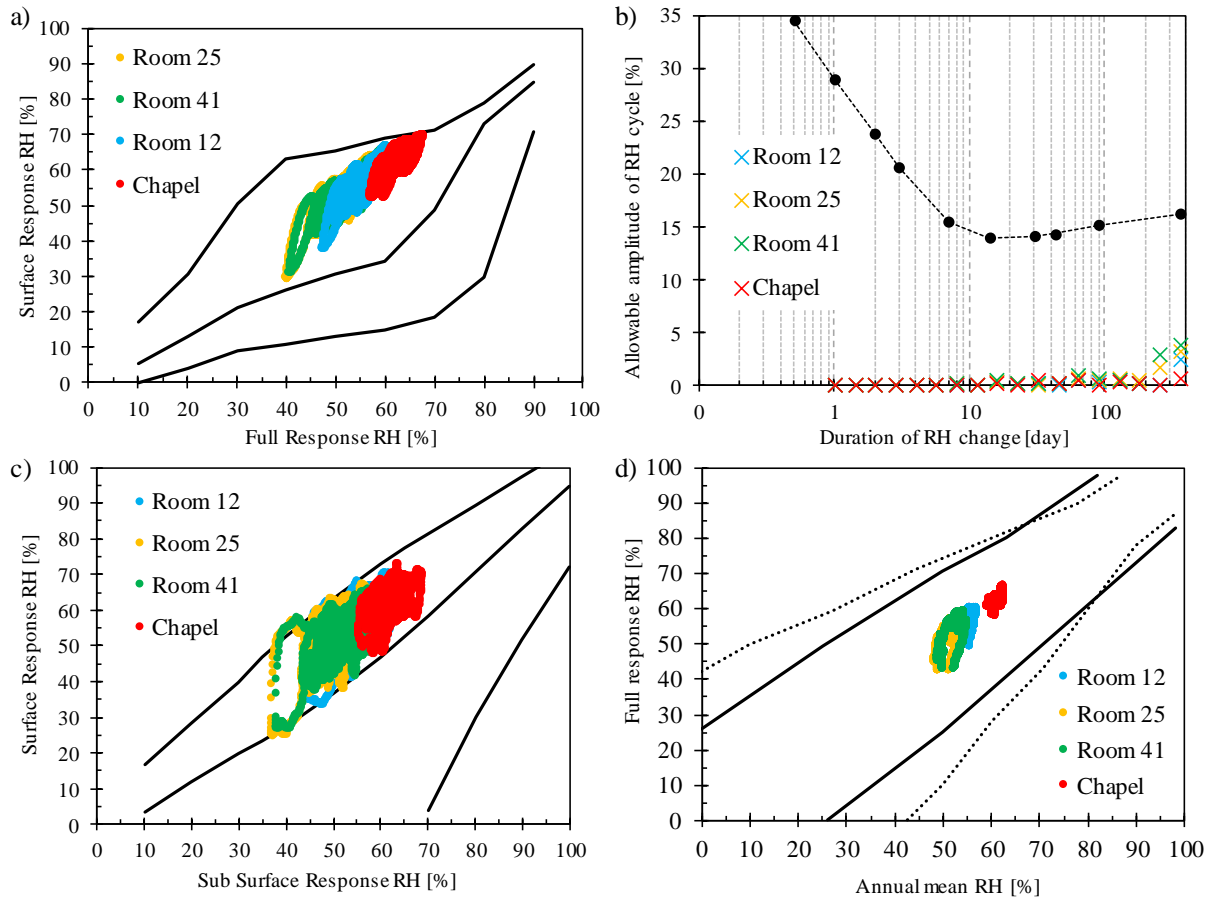 a)
Surface Response RH [%]
100
90
80
70
60
50
40
30
20
10
0
Room 25
Room 41
Room 12
Chapel
0 10 20 30 40 50 60 70 80 90 100
Full Response RH [%]
b)
Allowable amplitude of RH cycle [%]
35
30
25
20
15
10
5
0
Room 12
Room 25
Room 41
Chapel
0 1 10 100
Duration of RH change [day]
c)
Surface Response RH [%]
100
90
80
70
60
50
40
30
20
10
0
Room 12
Room 25
Room 41
Chapel
0 10 20 30 40 50 60 70 80 90 100
Sub Surface Response RH [%]
d)
Full response RH [%]
100
90
80
70
60
50
40
30
20
10
0
Room 12
Room 25
Room 41
Chapel
0 10 20 30 40 50 60 70 80 90 100
Annual mean RH [%]